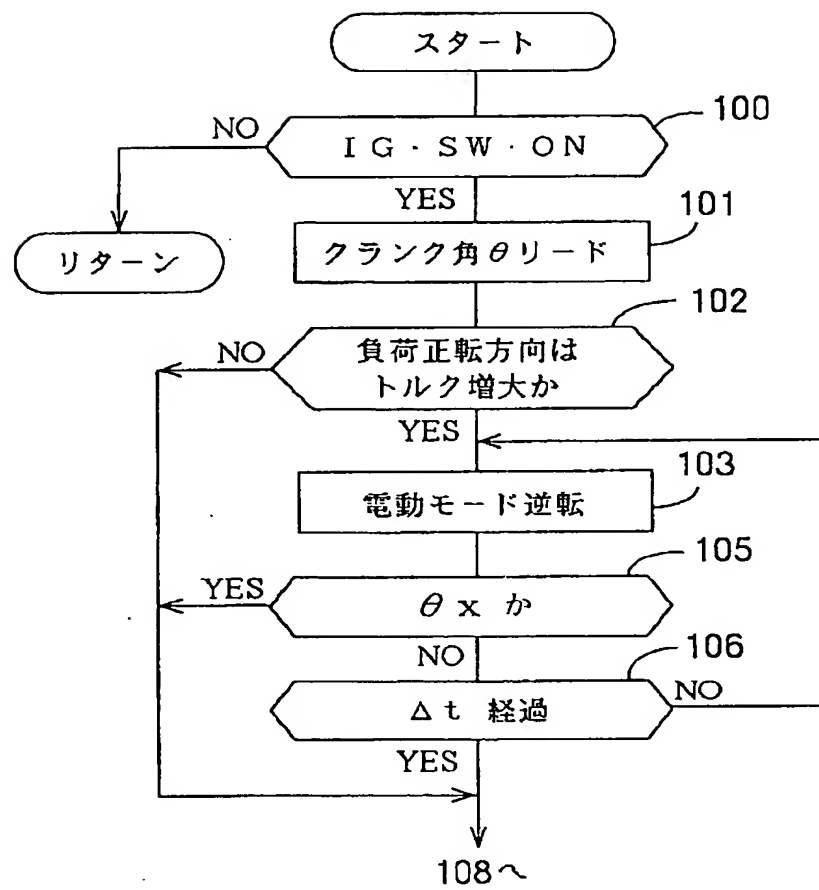 スタート
100
NO
IG・SW・ON
YES
101
リターン
クランク角θリード
102
NO
負荷正転方向は
トルク増大か
YES
103
電動モード逆転
105
YES
θxか
NO
106
Δt 経過
NO
YES
108へ